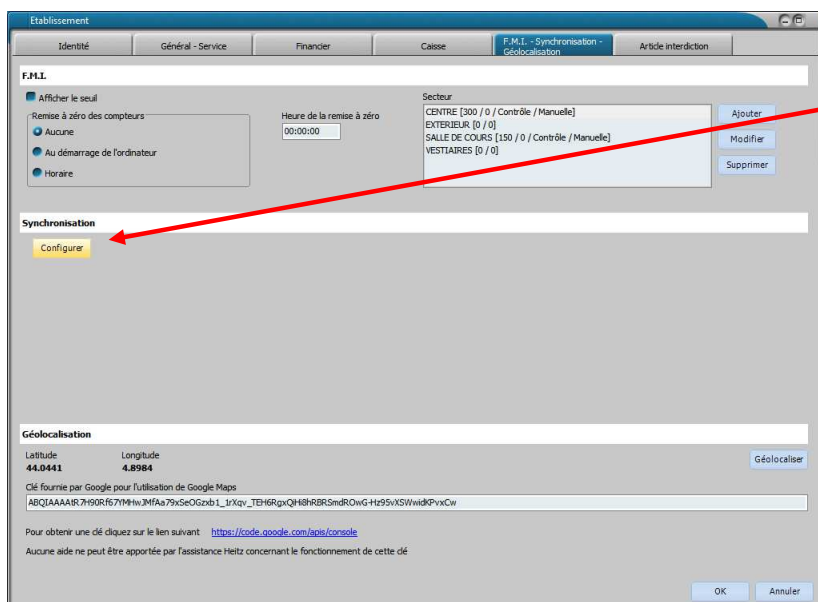 Etablissement
Identité
Général - Service
Financier
Caisse
F.M.I. - Synchronisation - Géolocalisation
Article interdiction
F.M.I.
Afficher le seuil
Remise à zéro des compteurs
Aucune
Au démarrage de l'ordinateur
Horaire
Heure de la remise à zéro
00:00:00
Secteur
CENTRE [300 / 0 / Contrôle / Manuelle]
EXTERIEUR [0 / 0]
SALLE DE COURS [150 / 0 / Contrôle / Manuelle]
VESTIAIRES [0 / 0]
Ajouter
Modifier
Supprimer
Synchronisation
Configurer
Géolocalisation
Latitude
Longitude
44.0441
4.8984
Géolocaliser
Clé fournie par Google pour l'utilisation de Google Maps
Pour obtenir une clé cliquez sur le lien suivant https://code.google.com/apis/console
Aucune aide ne peut être apportée par l'assistance Heitz concernant le fonctionnement de cette clé
OK
Annuler